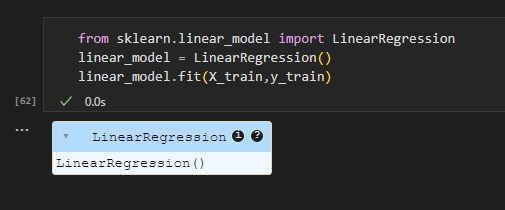 from sklearn.linear_model import LinearRegression
linear_model = LinearRegression()
linear_model.fit(X_train,y_train)
[62] ✓ 0.0s
...
▾ LinearRegression i ?
LinearRegression()